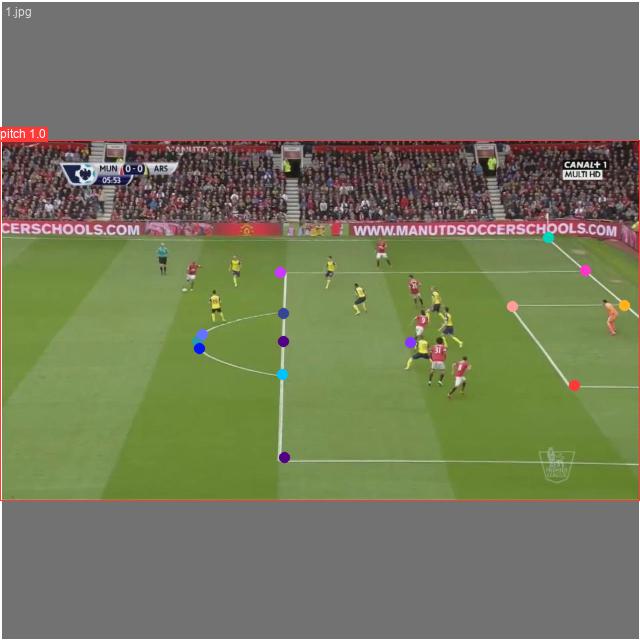 1.jpg
pitch 1.0
MUN 0-0 ARS
05:53
CANAL+ 1
MULTI HD
CERSCHOOLS.COM
WWW.MANUTDSOCCERSCHOOLS.COM